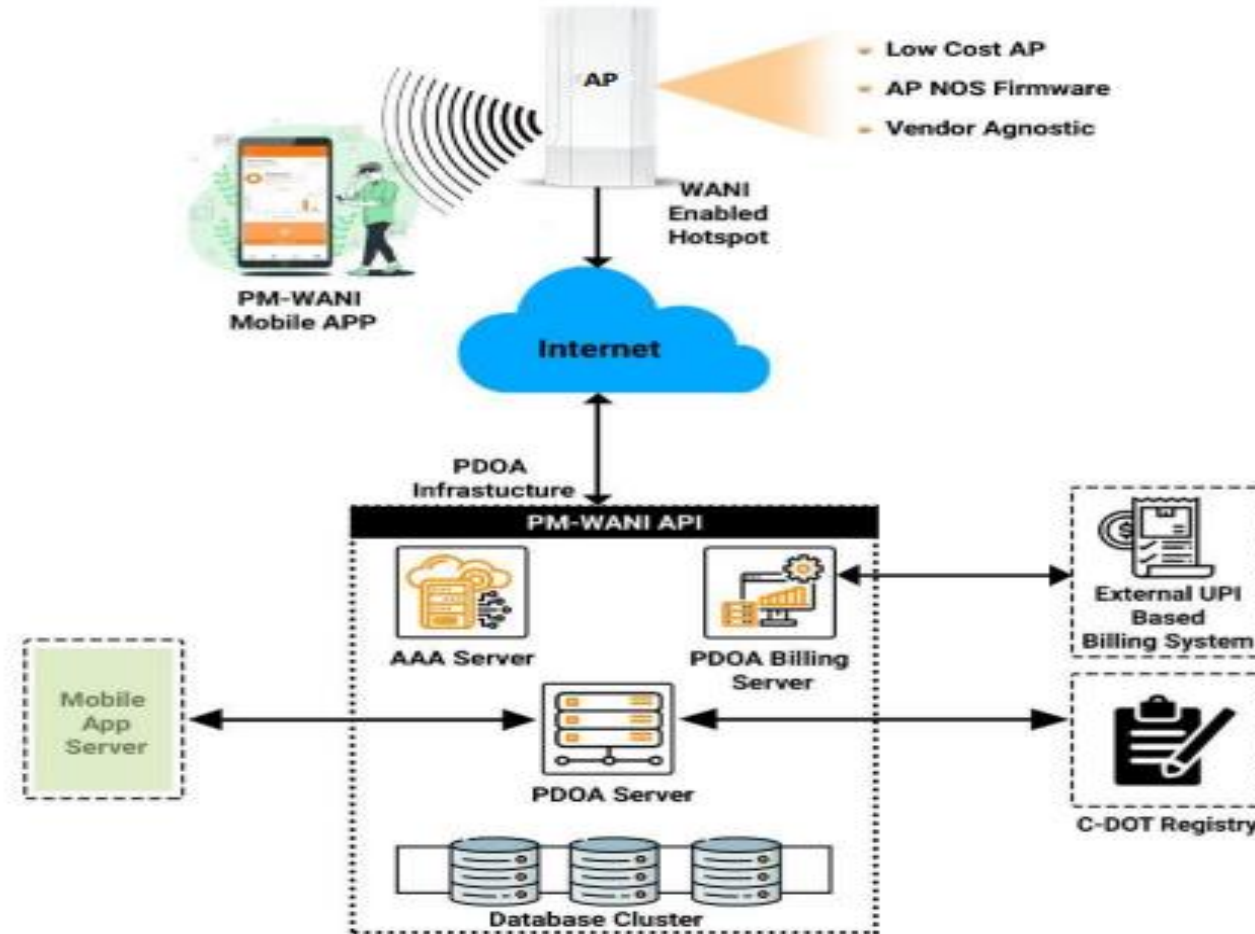 AP
Low Cost AP
AP NOS Firmware
Vendor Agnostic
WANI
Enabled
Hotspot
PM-WANI
Mobile APP
Internet
PDOA
Infrastucture
PM-WANI API
AAA Server
PDOA Billing
Server
External UPI
Based
Billing System
Mobile
App
Server
PDOA Server
C-DOT Registry
Database Cluster